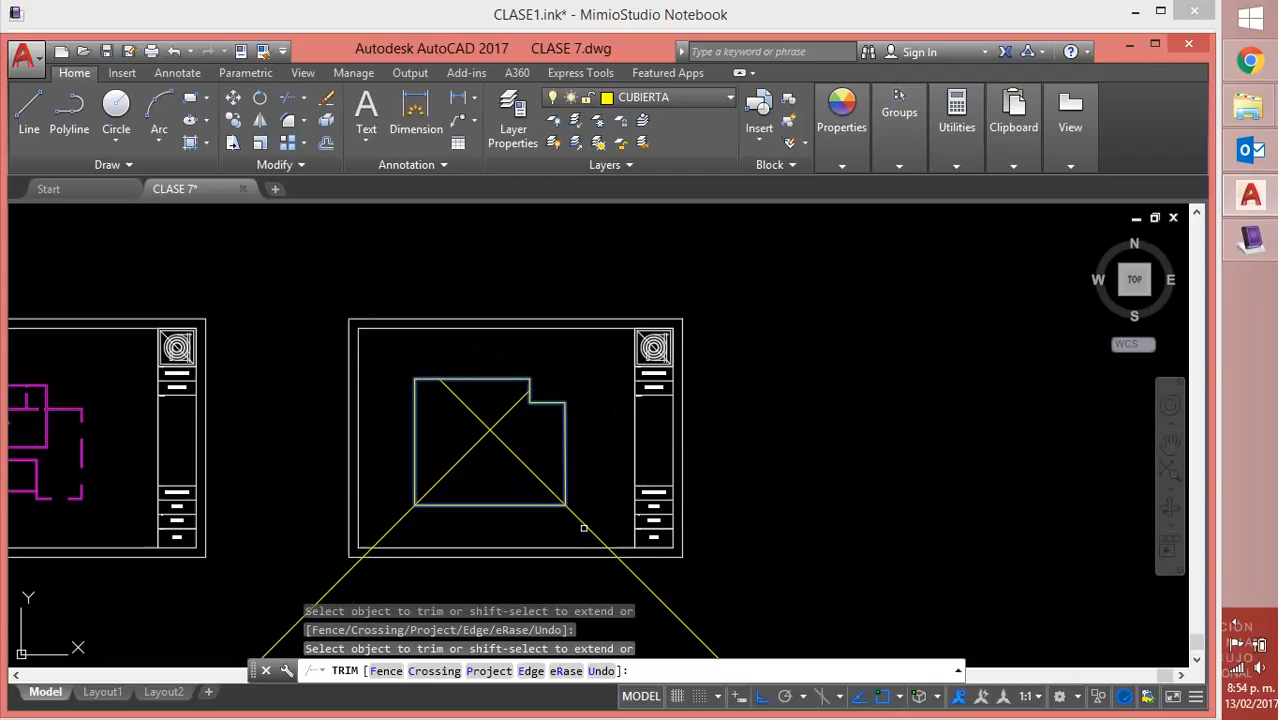 CLASE1.ink* - MimioStudio Notebook
Autodesk AutoCAD 2017 CLASE 7.dwg
Type a keyword or phrase
Sign In
Home Insert Annotate Parametric View Manage Output Add-ins A360 Express Tools Featured Apps
CUBIERTA
Line Polyline Circle Arc
Text Dimension
Layer
Properties
Insert
Properties Groups Utilities Clipboard View
Draw Modify Annotation Layers Block
Start CLASE 7*
N
W TOP E
S
WCS
Y
X
Select object to trim or shift-select to extend or
[Fence/Crossing/Project/Edge/eRase/Undo]:
Select object to trim or shift-select to extend or
TRIM [Fence Crossing Project Edge eRase Undo]:
Model Layout1 Layout2
MODEL 1:1
8:54 p. m.
13/02/2017